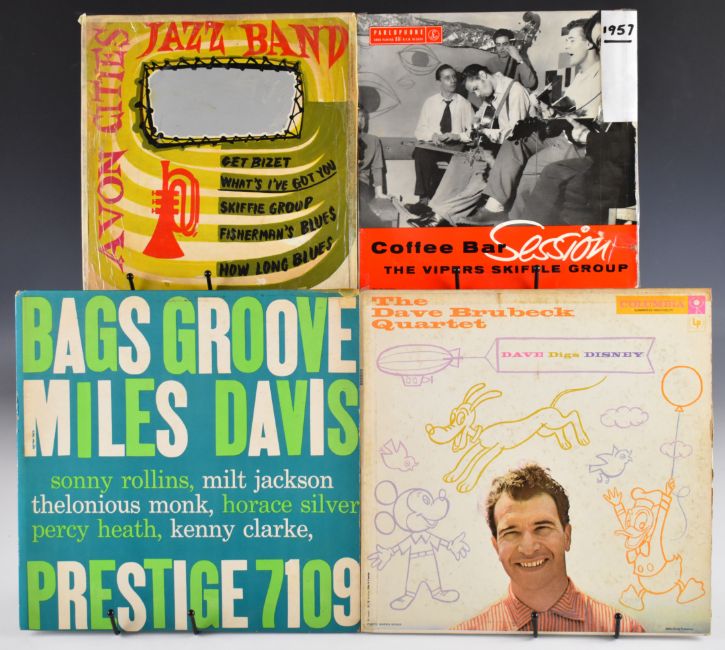 AVON CITIES
JAZZ BAND
GET BIZET
WHAT'S I'VE GOT YOU
SKIFFLE GROUP
FISHERMAN'S BLUES
HOW LONG BLUES
PARLOPHONE
1957
Coffee Bar Session
THE VIPERS SKIFFLE GROUP
BAGS GROOVE
MILES DAVIS
sonny rollins, milt jackson
thelonious monk, horace silver
percy heath, kenny clarke,
PRESTIGE 7109
The
Dave Brubeck
Quartet
COLUMBIA
LP
DAVE Digs DISNEY